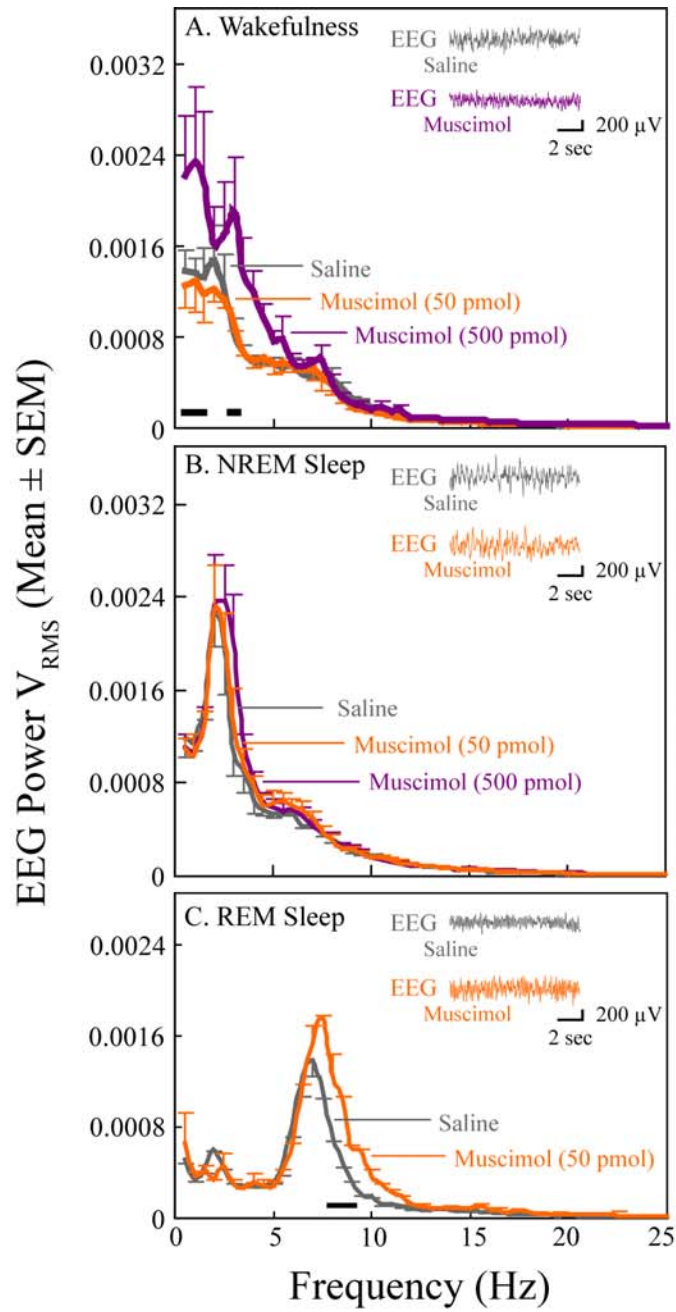 A. Wakefulness
EEG
Saline
EEG
Muscimol
200 µV
2 sec
0.0032
0.0024
0.0016
0.0008
0
Saline
Muscimol (50 pmol)
Muscimol (500 pmol)
B. NREM Sleep
EEG
Saline
EEG
Muscimol
200 µV
2 sec
0.0032
0.0024
0.0016
0.0008
0
Saline
Muscimol (50 pmol)
Muscimol (500 pmol)
C. REM Sleep
EEG
Saline
EEG
Muscimol
200 µV
2 sec
0.0024
0.0016
0.0008
0
Saline
Muscimol (50 pmol)
0 5 10 15 20 25
Frequency (Hz)
EEG Power V_RMS (Mean ± SEM)